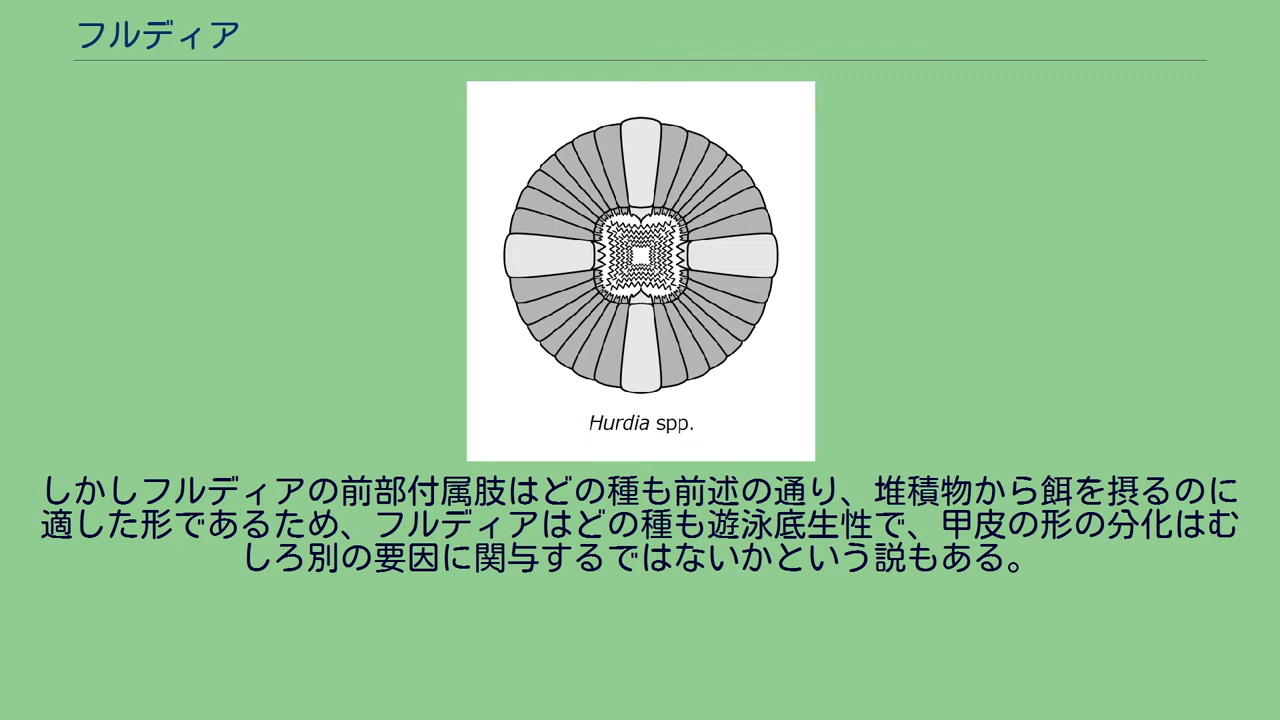 フルディア
Hurdia spp.
しかしフルディアの前部付属肢はどの種も前述の通り、堆積物から餌を摂るのに
適した形であるため、フルディアはどの種も遊泳底生性で、甲皮の形の分化はむ
しろ別の要因に関与するではないかという説もある。